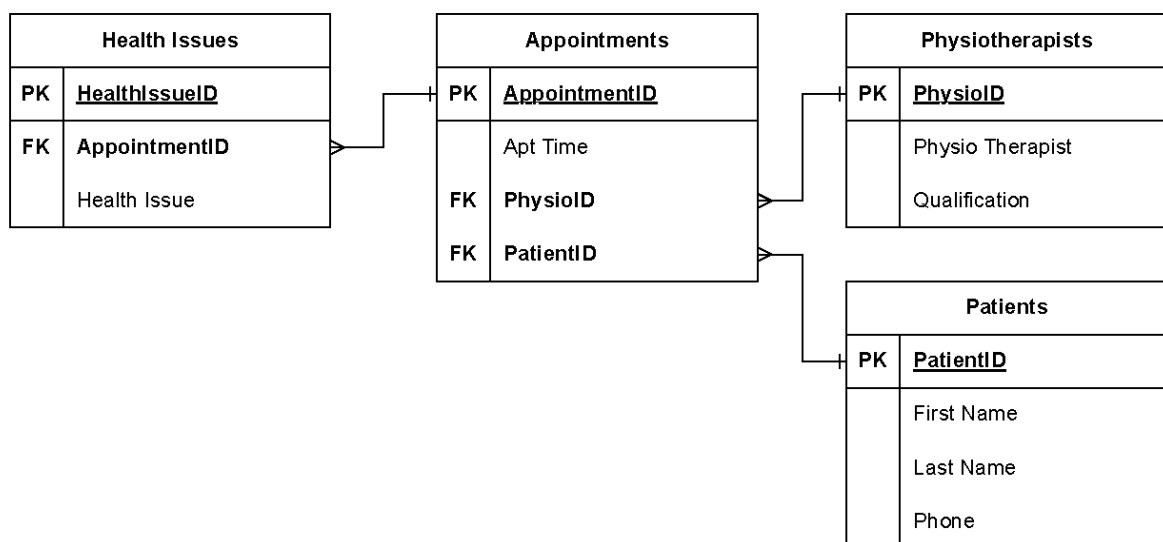 Health Issues
PK HealthIssueID
FK AppointmentID
Health Issue
Appointments
PK AppointmentID
Apt Time
FK PhysioID
FK PatientID
Physiotherapists
PK PhysioID
Physio Therapist
Qualification
Patients
PK PatientID
First Name
Last Name
Phone